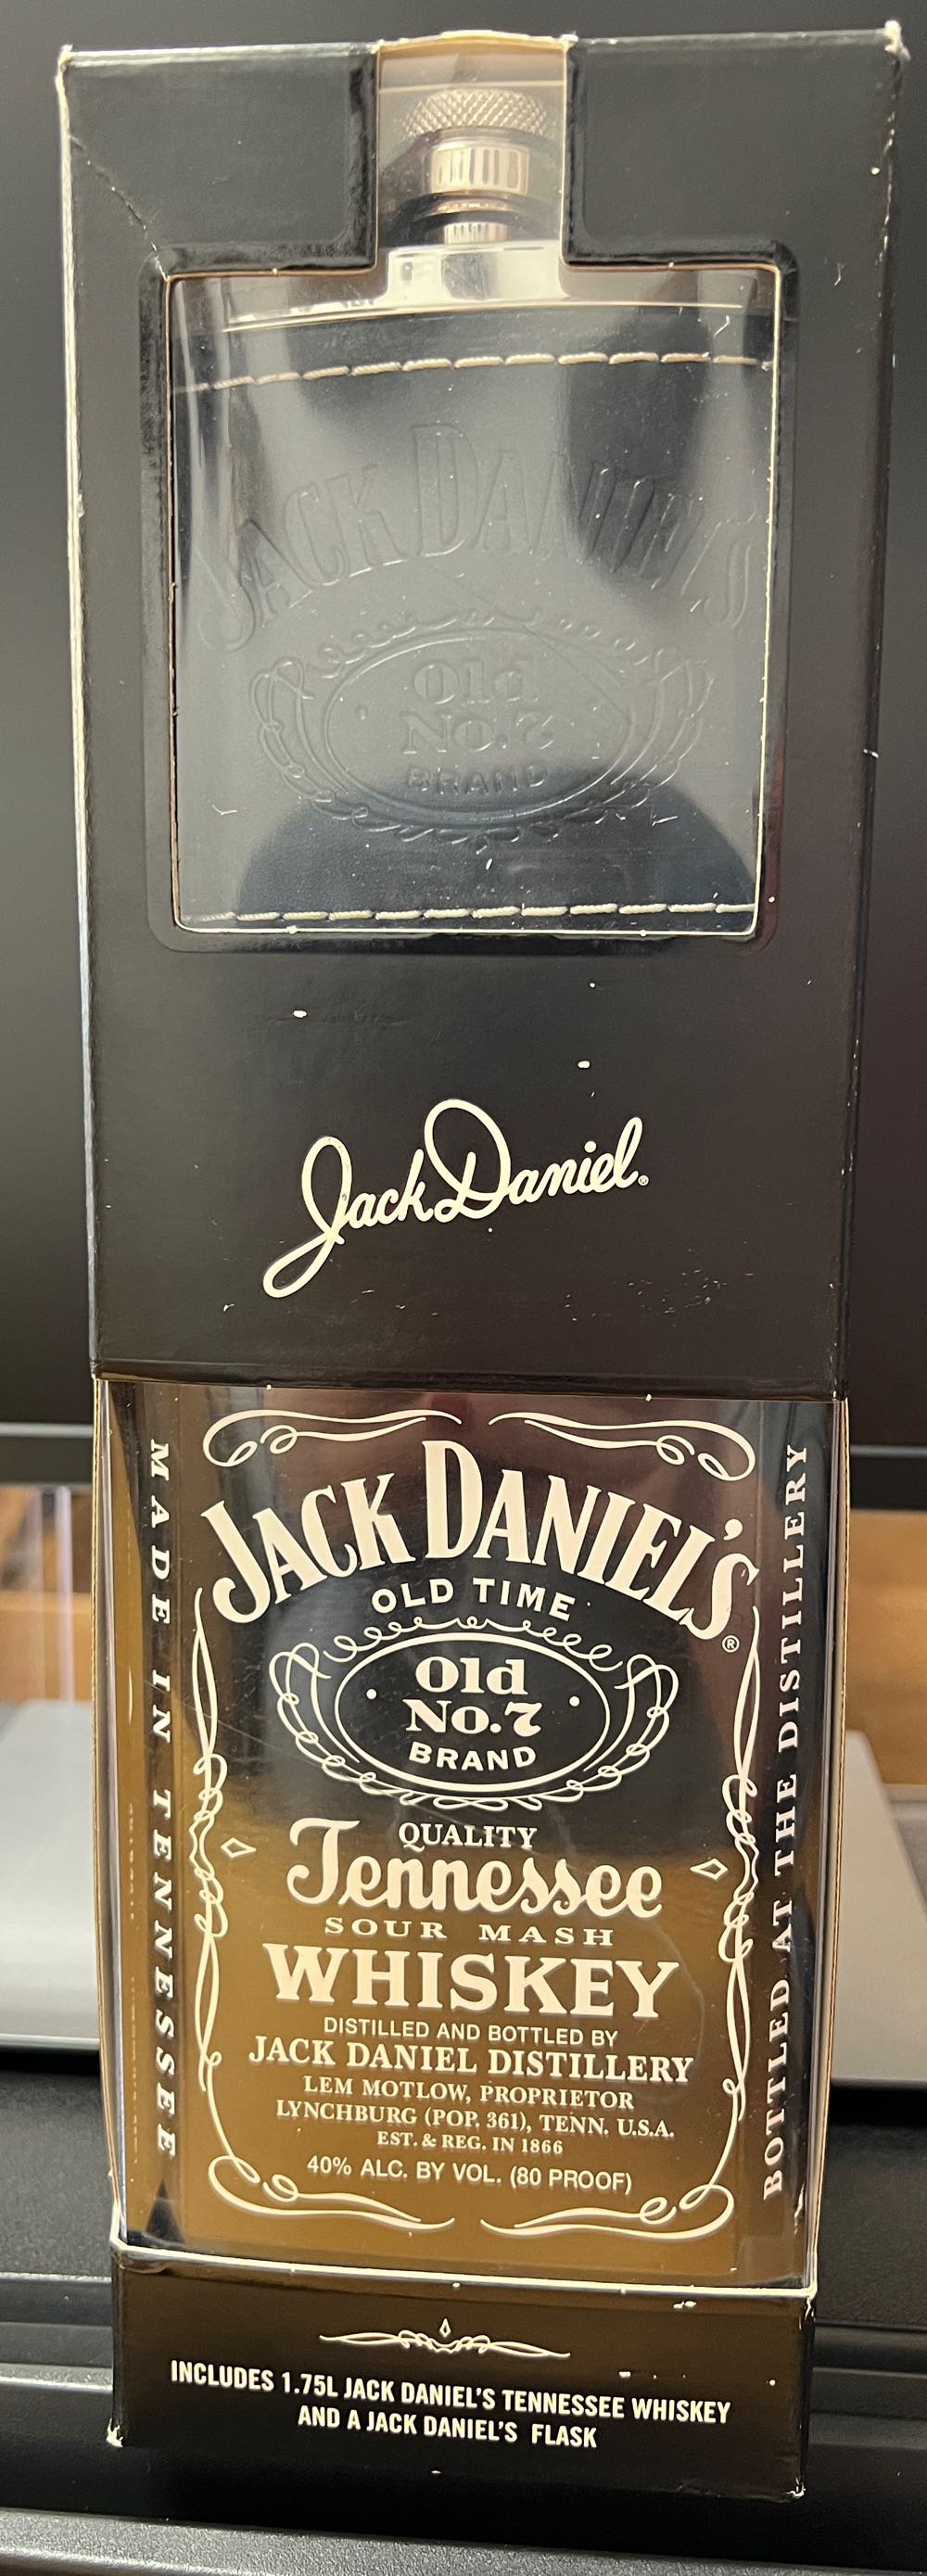 JACK DANIEL'S
Old
No.7
BRAND
Jack Daniel®
JACK DANIEL'S®
OLD TIME
Old
No.7
BRAND
QUALITY
Tennessee
SOUR MASH
WHISKEY
DISTILLED AND BOTTLED BY
JACK DANIEL DISTILLERY
LEM MOTLOW, PROPRIETOR
LYNCHBURG (POP. 361), TENN. U.S.A.
EST. & REG. IN 1866
40% ALC. BY VOL. (80 PROOF)
MADE IN TENNESSEE
BOTTLED AT THE DISTILLERY
INCLUDES 1.75L JACK DANIEL'S TENNESSEE WHISKEY
AND A JACK DANIEL'S FLASK